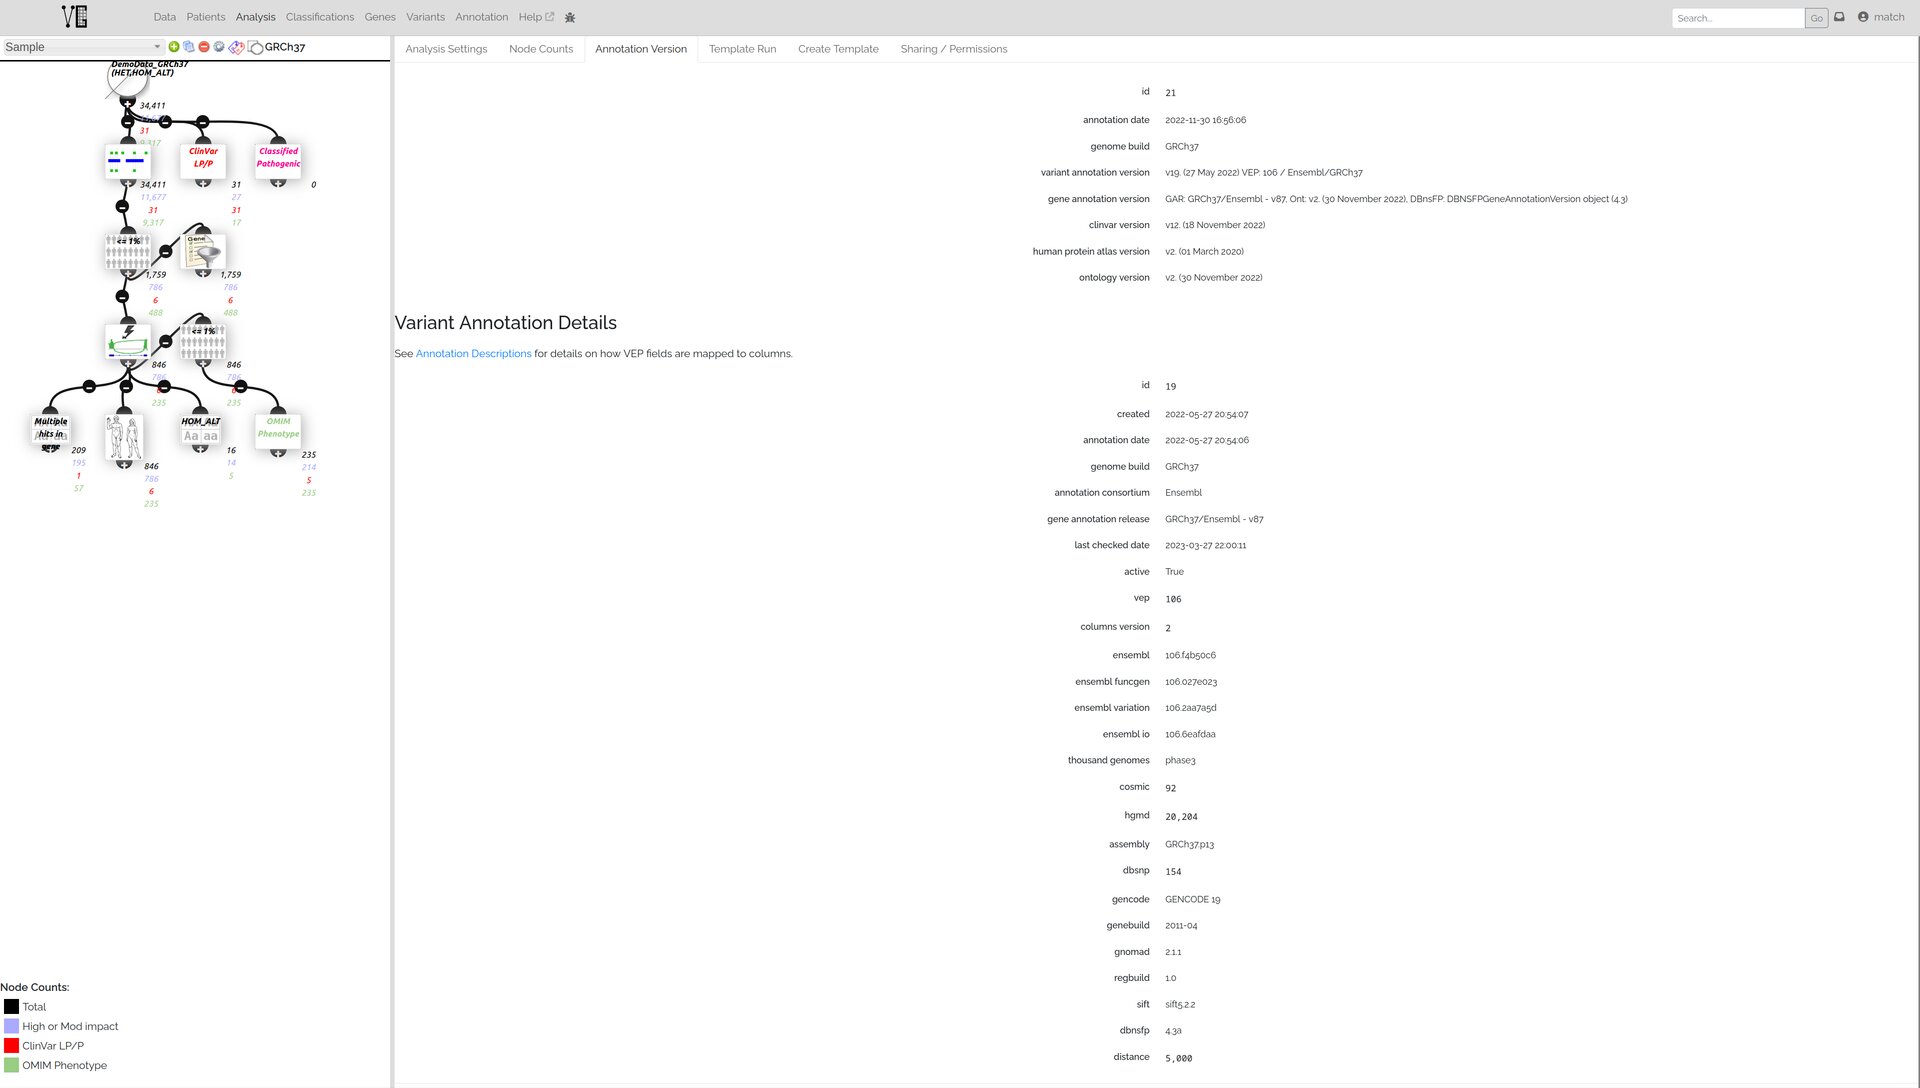 VG
Data Patients Analysis Classifications Genes Variants Annotation Help
Search... Go match
Sample GRCh37
Analysis Settings Node Counts Annotation Version Template Run Create Template Sharing / Permissions
DemoData_GRCh37
(HET,HOM_ALT)
34,411
31
9,317
ClinVar
LP/P
Classified
Pathogenic
34,411
11,677
31
9,317
31
27
31
17
0
<= 1%
Gene
1,759
786
6
488
1,759
786
6
488
<= 1%
846
786
6
235
846
786
6
235
Multiple
hits in
gene
HOM_ALT
Aa aa
OMIM
Phenotype
209
195
1
57
846
786
6
235
16
14
5
235
214
5
235
Node Counts:
Total
High or Mod impact
ClinVar LP/P
OMIM Phenotype
id 21
annotation date 2022-11-30 16:56:06
genome build GRCh37
variant annotation version v19. (27 May 2022) VEP: 106 / Ensembl/GRCh37
gene annotation version GAR: GRCh37/Ensembl - v87, Ont: v2. (30 November 2022), DBnsFP: DBNSFPGeneAnnotationVersion object (4.3)
clinvar version v12. (18 November 2022)
human protein atlas version v2. (01 March 2020)
ontology version v2. (30 November 2022)
Variant Annotation Details
See Annotation Descriptions for details on how VEP fields are mapped to columns.
id 19
created 2022-05-27 20:54:07
annotation date 2022-05-27 20:54:06
genome build GRCh37
annotation consortium Ensembl
gene annotation release GRCh37/Ensembl - v87
last checked date 2023-03-27 22:00:11
active True
vep 106
columns version 2
ensembl 106.f4b50c6
ensembl funcgen 106.027e023
ensembl variation 106.2aa7a5d
ensembl io 106.6eafdaa
thousand genomes phase3
cosmic 92
hgmd 20,204
assembly GRCh37.p13
dbsnp 154
gencode GENCODE 19
genebuild 2011-04
gnomad 2.1.1
regbuild 1.0
sift sift5.2.2
dbnsfp 4.3a
distance 5,000